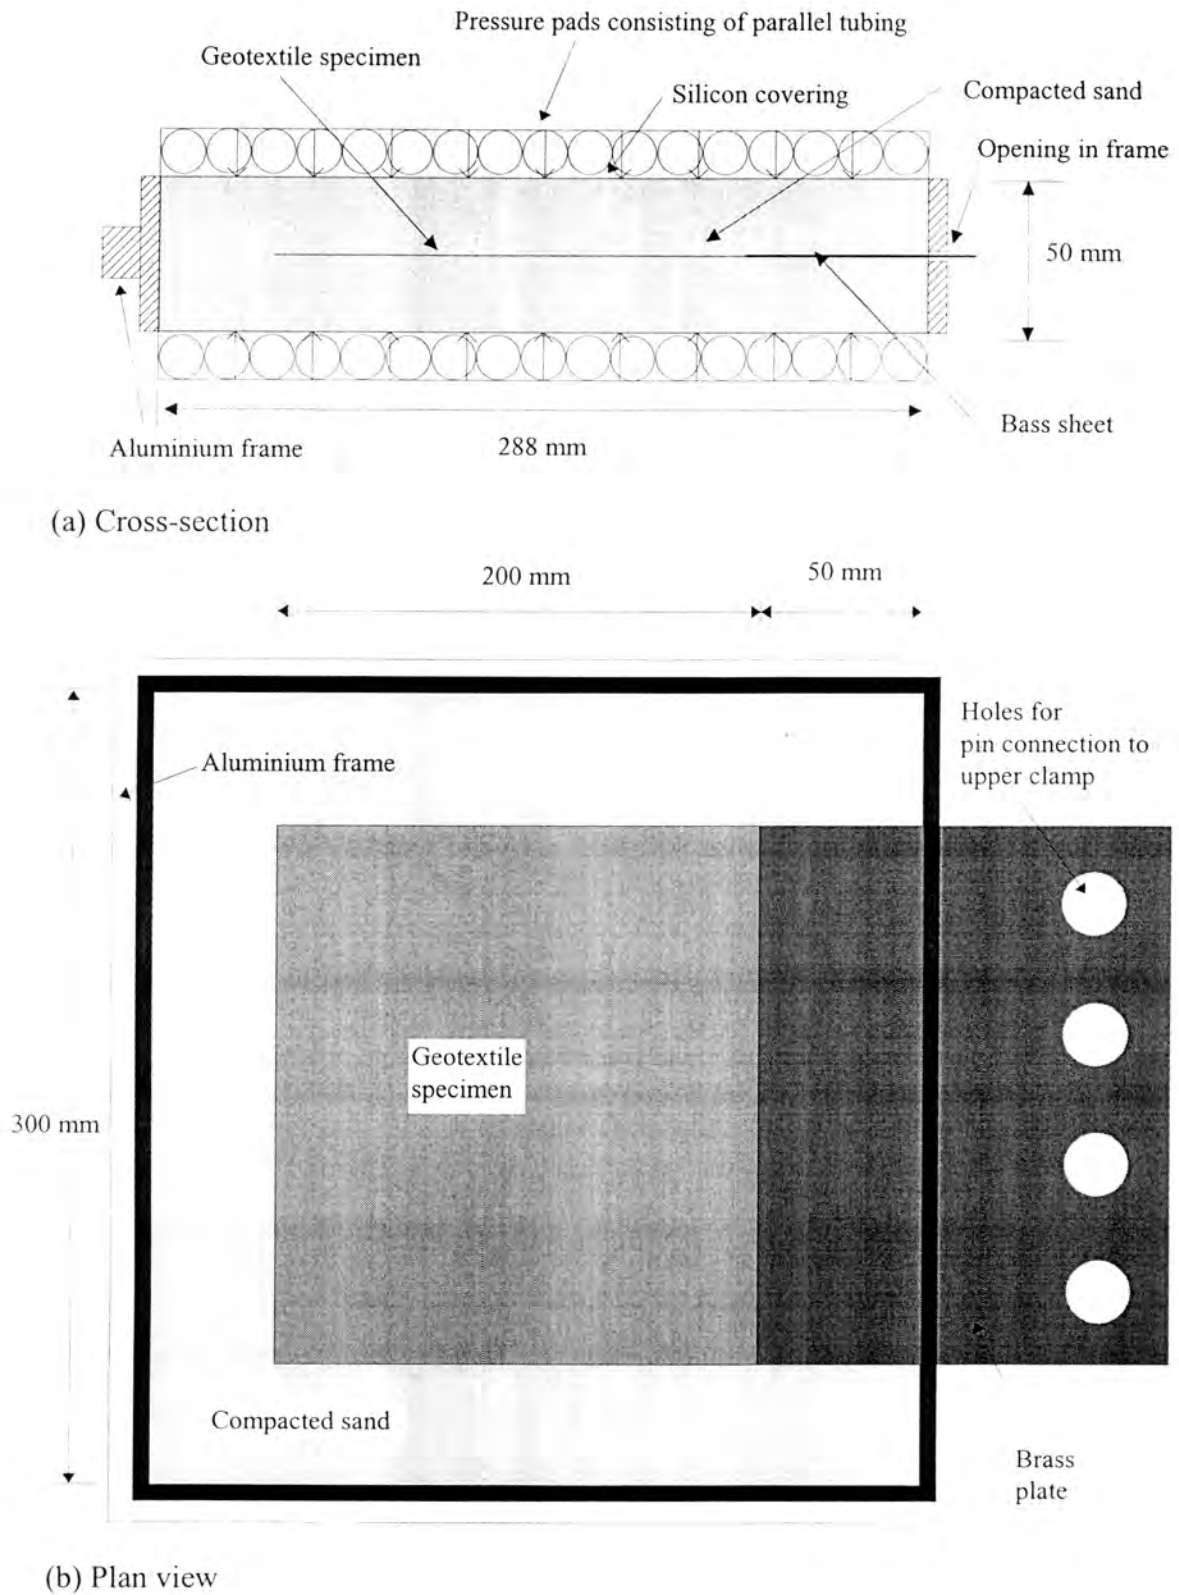 Pressure pads consisting of parallel tubing
Geotextile specimen
Silicon covering
Compacted sand
Opening in frame
50 mm
Bass sheet
Aluminium frame
288 mm
(a) Cross-section
200 mm
50 mm
Holes for
pin connection to
upper clamp
Aluminium frame
Geotextile
specimen
300 mm
Compacted sand
Brass
plate
(b) Plan view